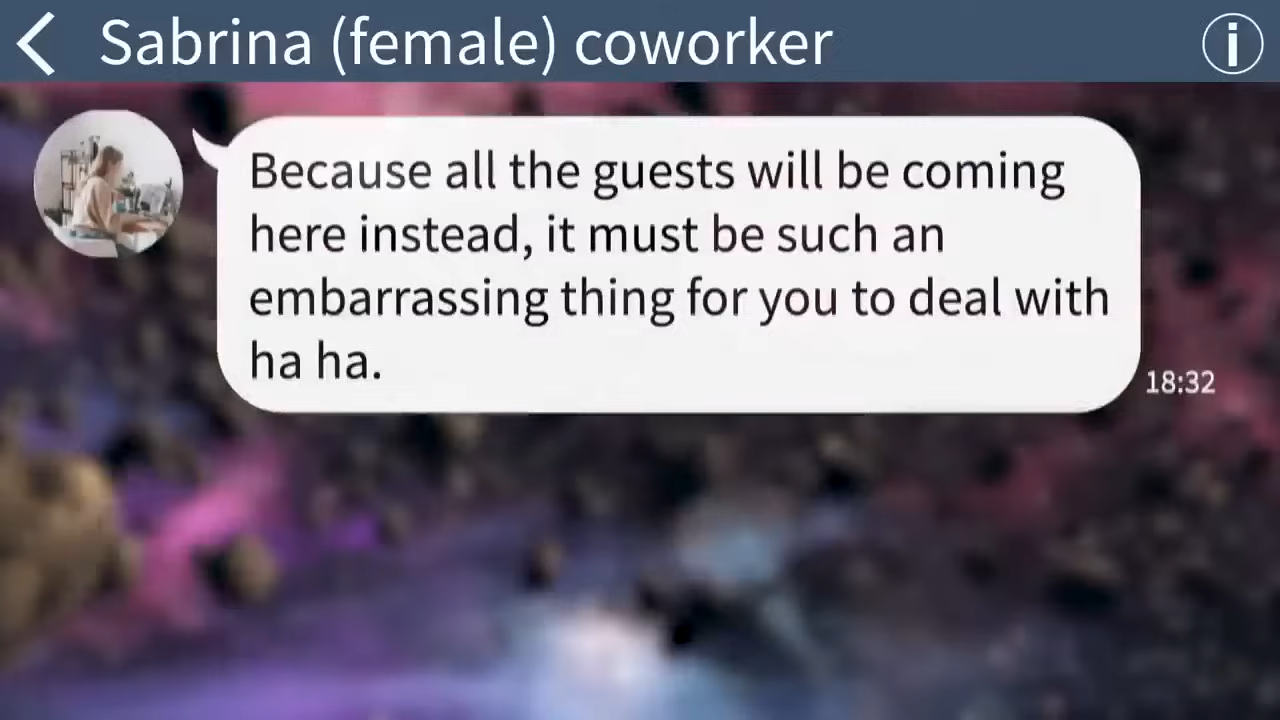 Sabrina (female) coworker
Because all the guests will be coming
here instead, it must be such an
embarrassing thing for you to deal with
ha ha.
18:32